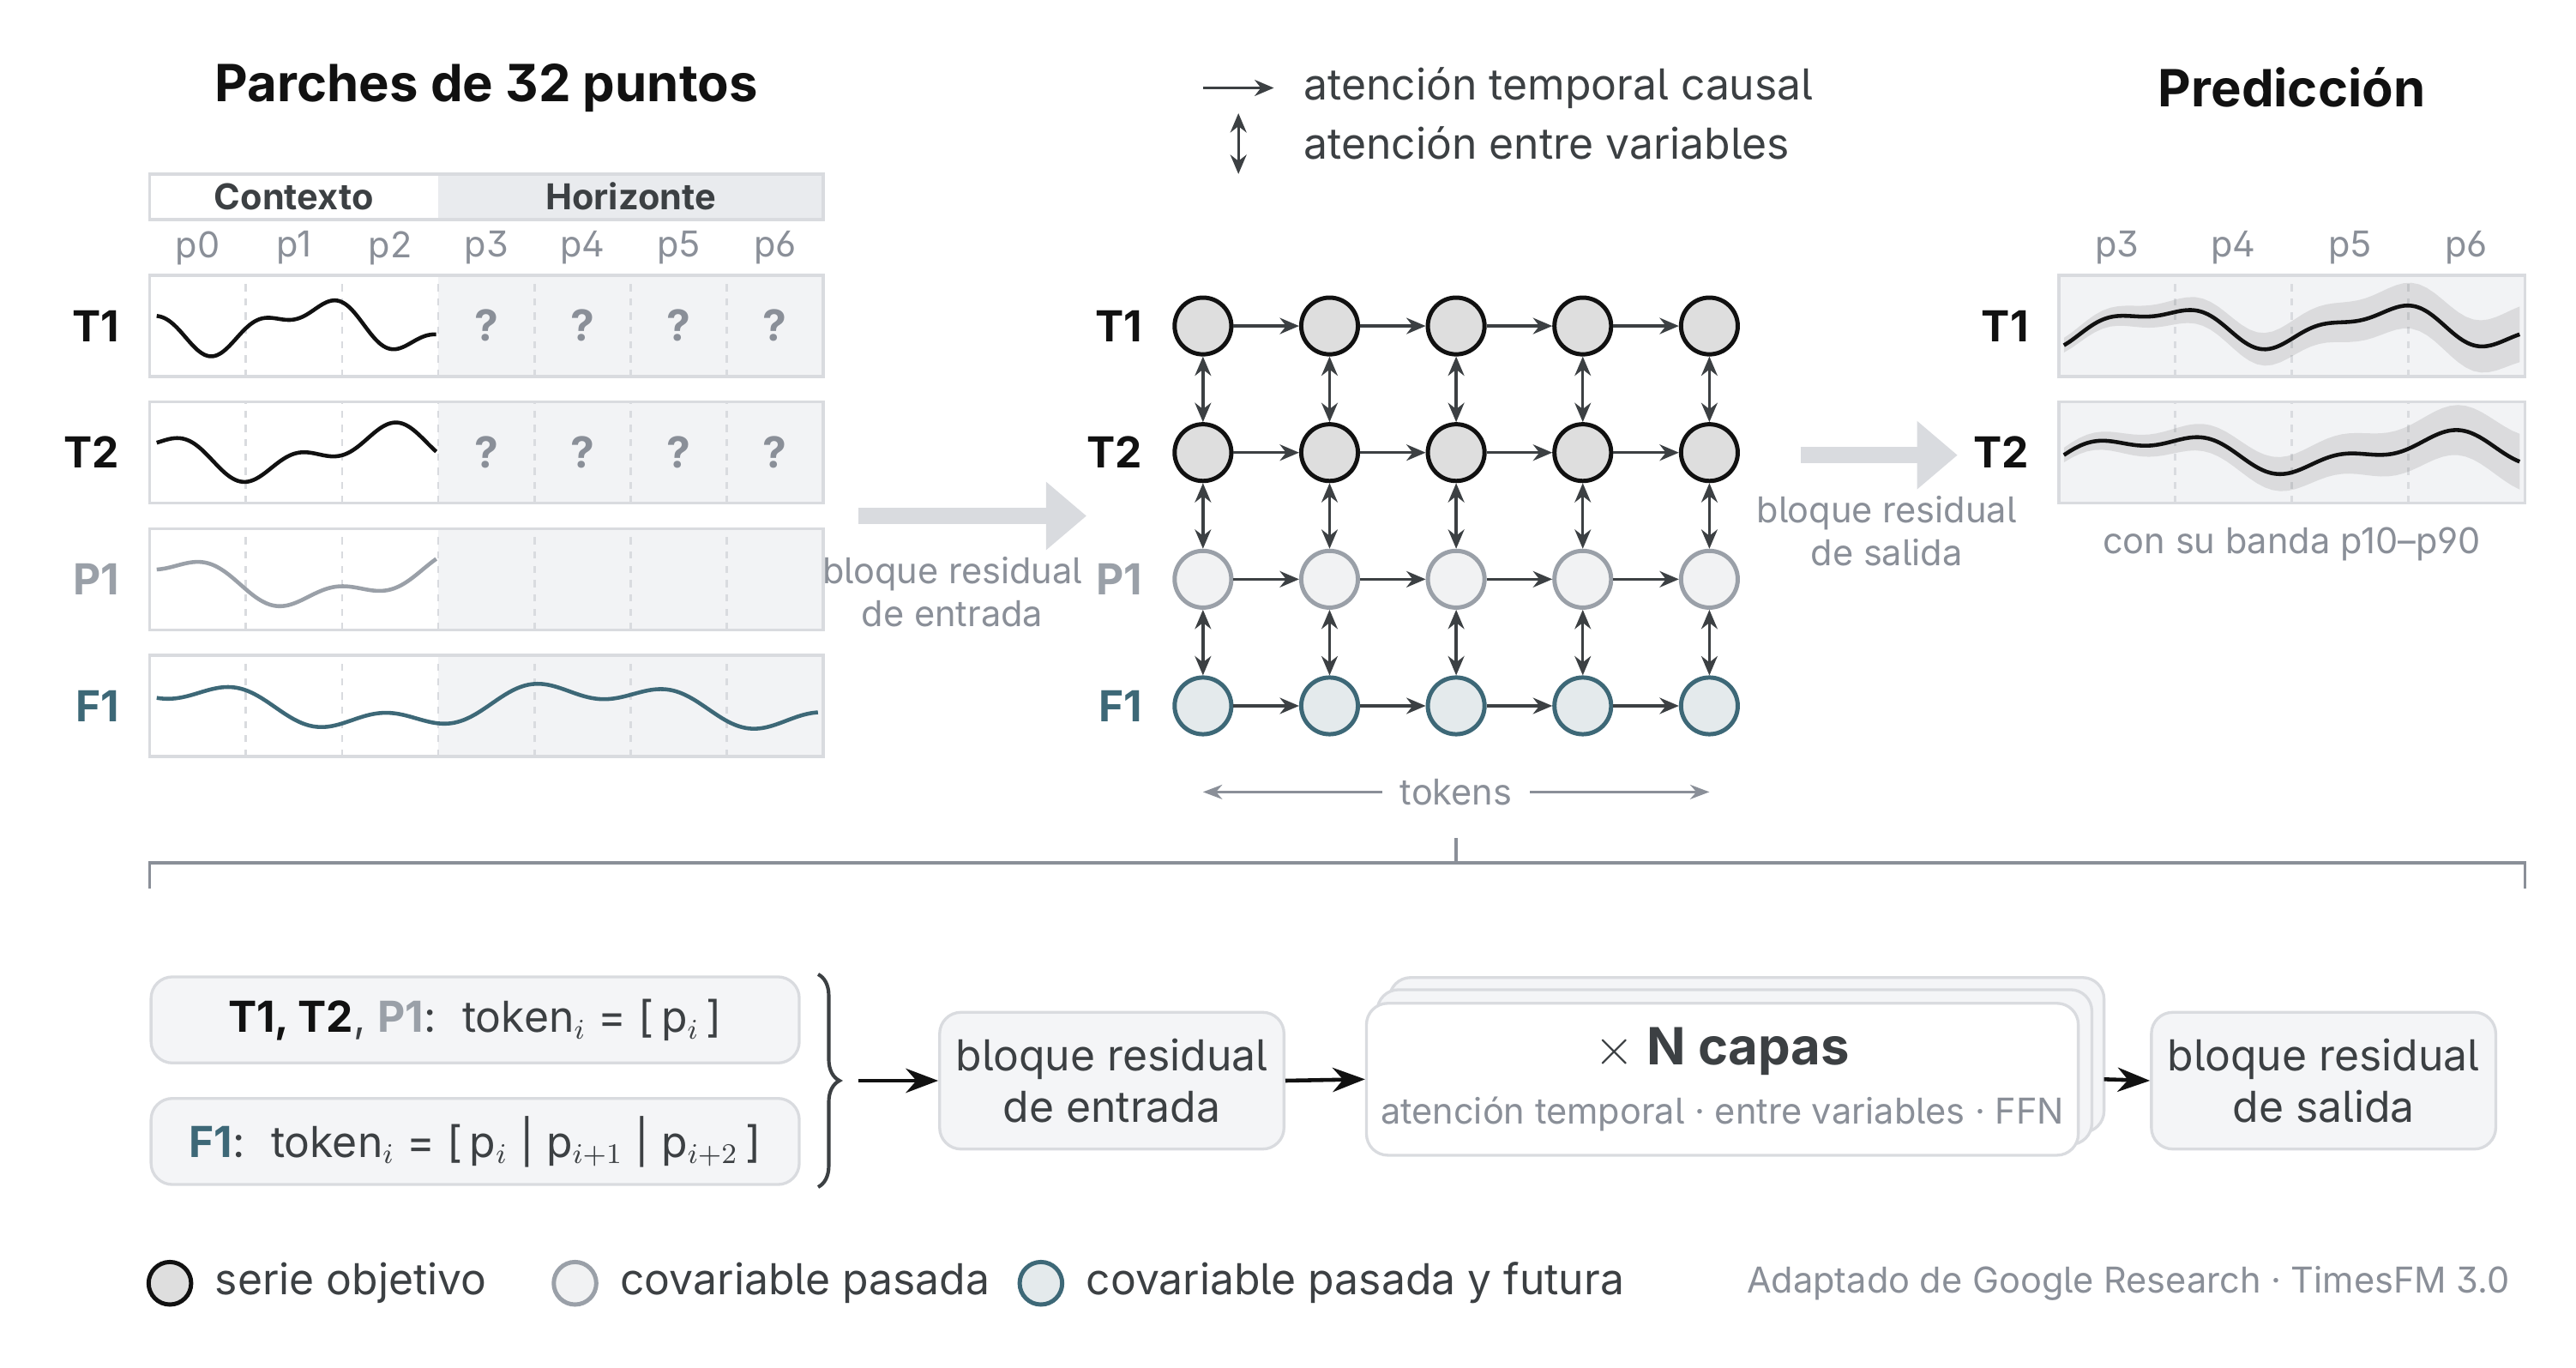 Parches de 32 puntos
→ atención temporal causal
↕ atención entre variables
Predicción
Contexto Horizonte
p0 p1 p2 p3 p4 p5 p6
T1 ? ? ? ?
T2 ? ? ? ?
P1
F1
bloque residual
de entrada
T1
T2
P1
F1
tokens
bloque residual
de salida
p3 p4 p5 p6
T1
T2
con su banda p10–p90
T1, T2, P1: tokenᵢ = [ pᵢ ]
F1: tokenᵢ = [ pᵢ | pᵢ₊₁ | pᵢ₊₂ ]
bloque residual
de entrada
× N capas
atención temporal · entre variables · FFN
bloque residual
de salida
serie objetivo
covariable pasada
covariable pasada y futura
Adaptado de Google Research · TimesFM 3.0